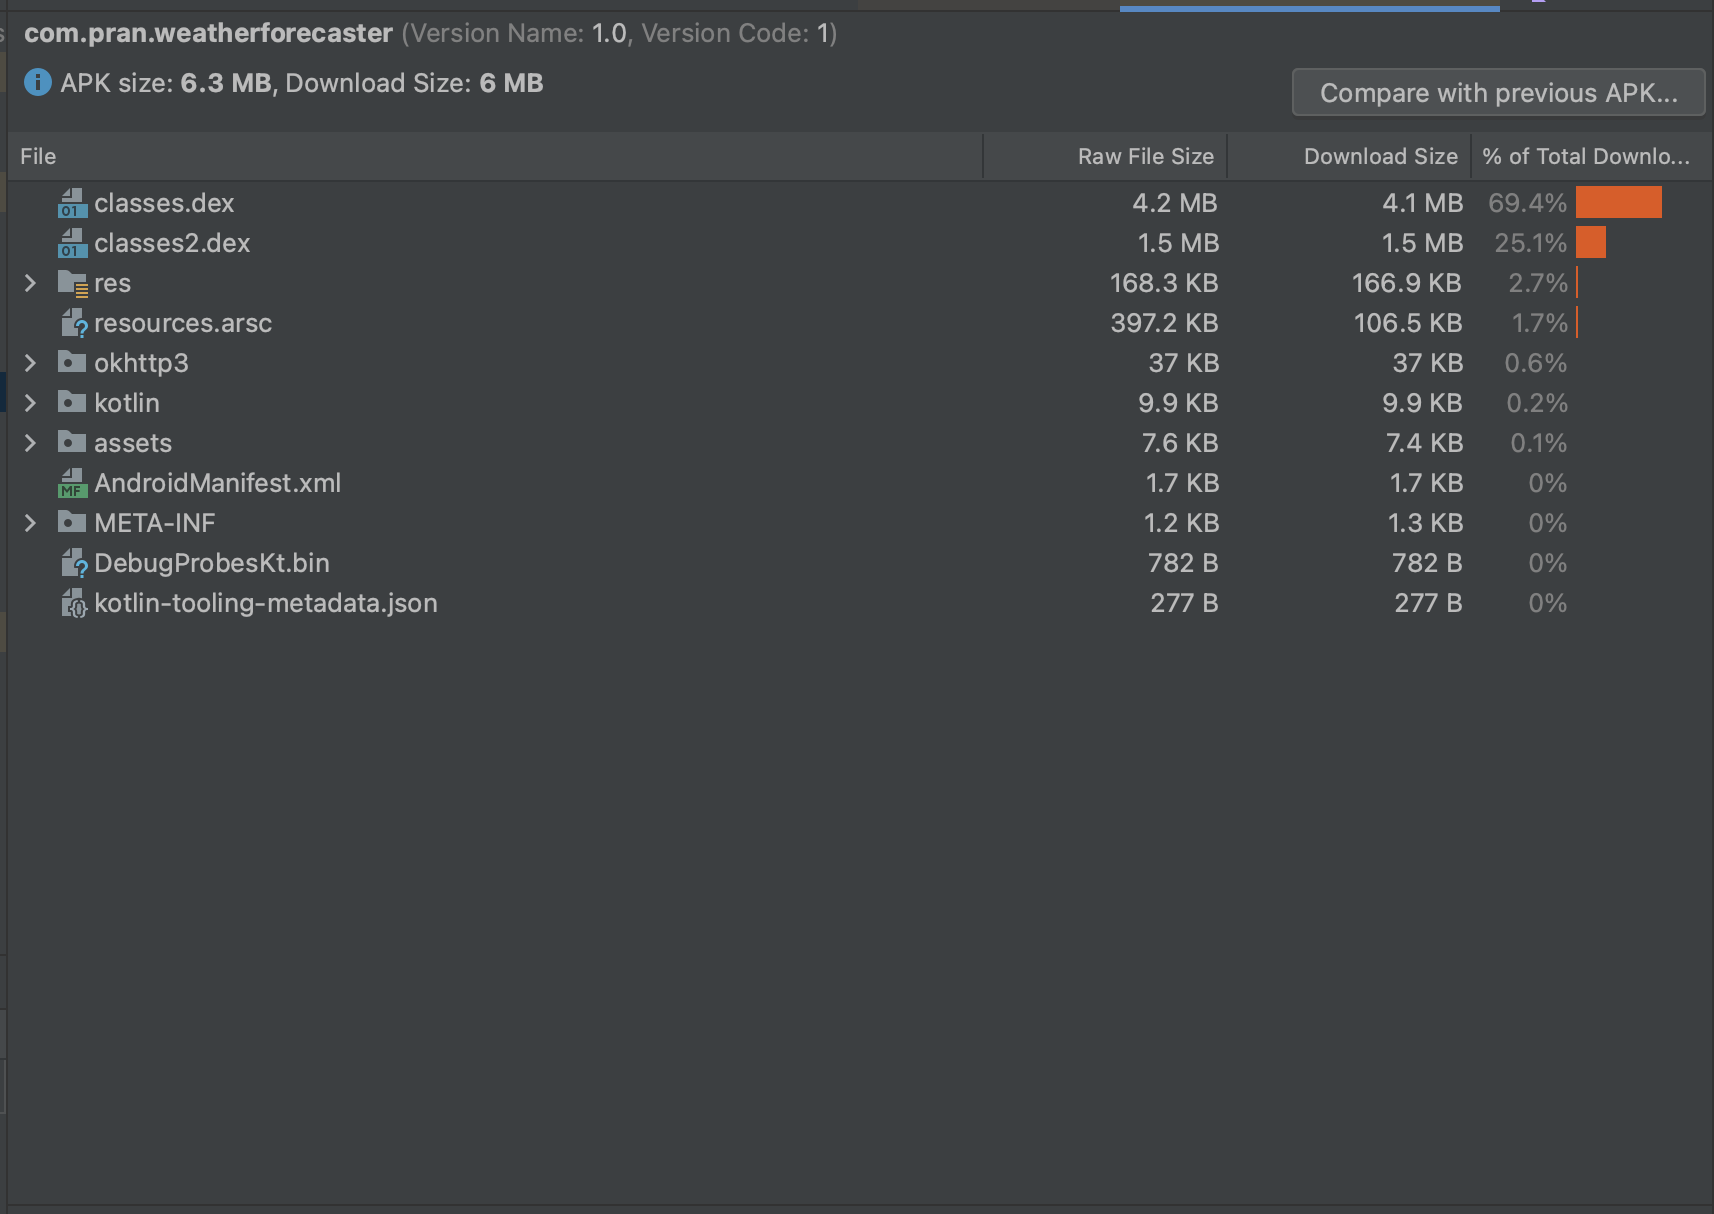 com.pran.weatherforecaster (Version Name: 1.0, Version Code: 1)
APK size: 6.3 MB, Download Size: 6 MB
Compare with previous APK...
File Raw File Size Download Size % of Total Downlo...
classes.dex 4.2 MB 4.1 MB 69.4%
classes2.dex 1.5 MB 1.5 MB 25.1%
res 168.3 KB 166.9 KB 2.7%
resources.arsc 397.2 KB 106.5 KB 1.7%
okhttp3 37 KB 37 KB 0.6%
kotlin 9.9 KB 9.9 KB 0.2%
assets 7.6 KB 7.4 KB 0.1%
AndroidManifest.xml 1.7 KB 1.7 KB 0%
META-INF 1.2 KB 1.3 KB 0%
DebugProbesKt.bin 782 B 782 B 0%
kotlin-tooling-metadata.json 277 B 277 B 0%